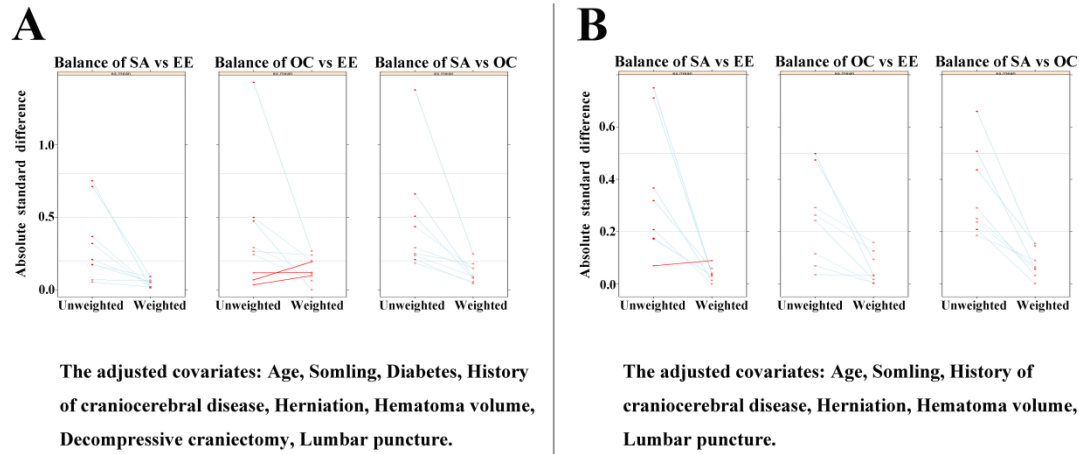 A
Balance of SA vs EE Balance of OC vs EE Balance of SA vs OC
Absolute standard difference
1.0
0.5
0.0
Unweighted Weighted Unweighted Weighted Unweighted Weighted
The adjusted covariates: Age, Somling, Diabetes, History
of craniocerebral disease, Herniation, Hematoma volume,
Decompressive craniectomy, Lumbar puncture.
B
Balance of SA vs EE Balance of OC vs EE Balance of SA vs OC
Absolute standard difference
0.6
0.4
0.2
0.0
Unweighted Weighted Unweighted Weighted Unweighted Weighted
The adjusted covariates: Age, Somling, History of
craniocerebral disease, Herniation, Hematoma volume,
Lumbar puncture.